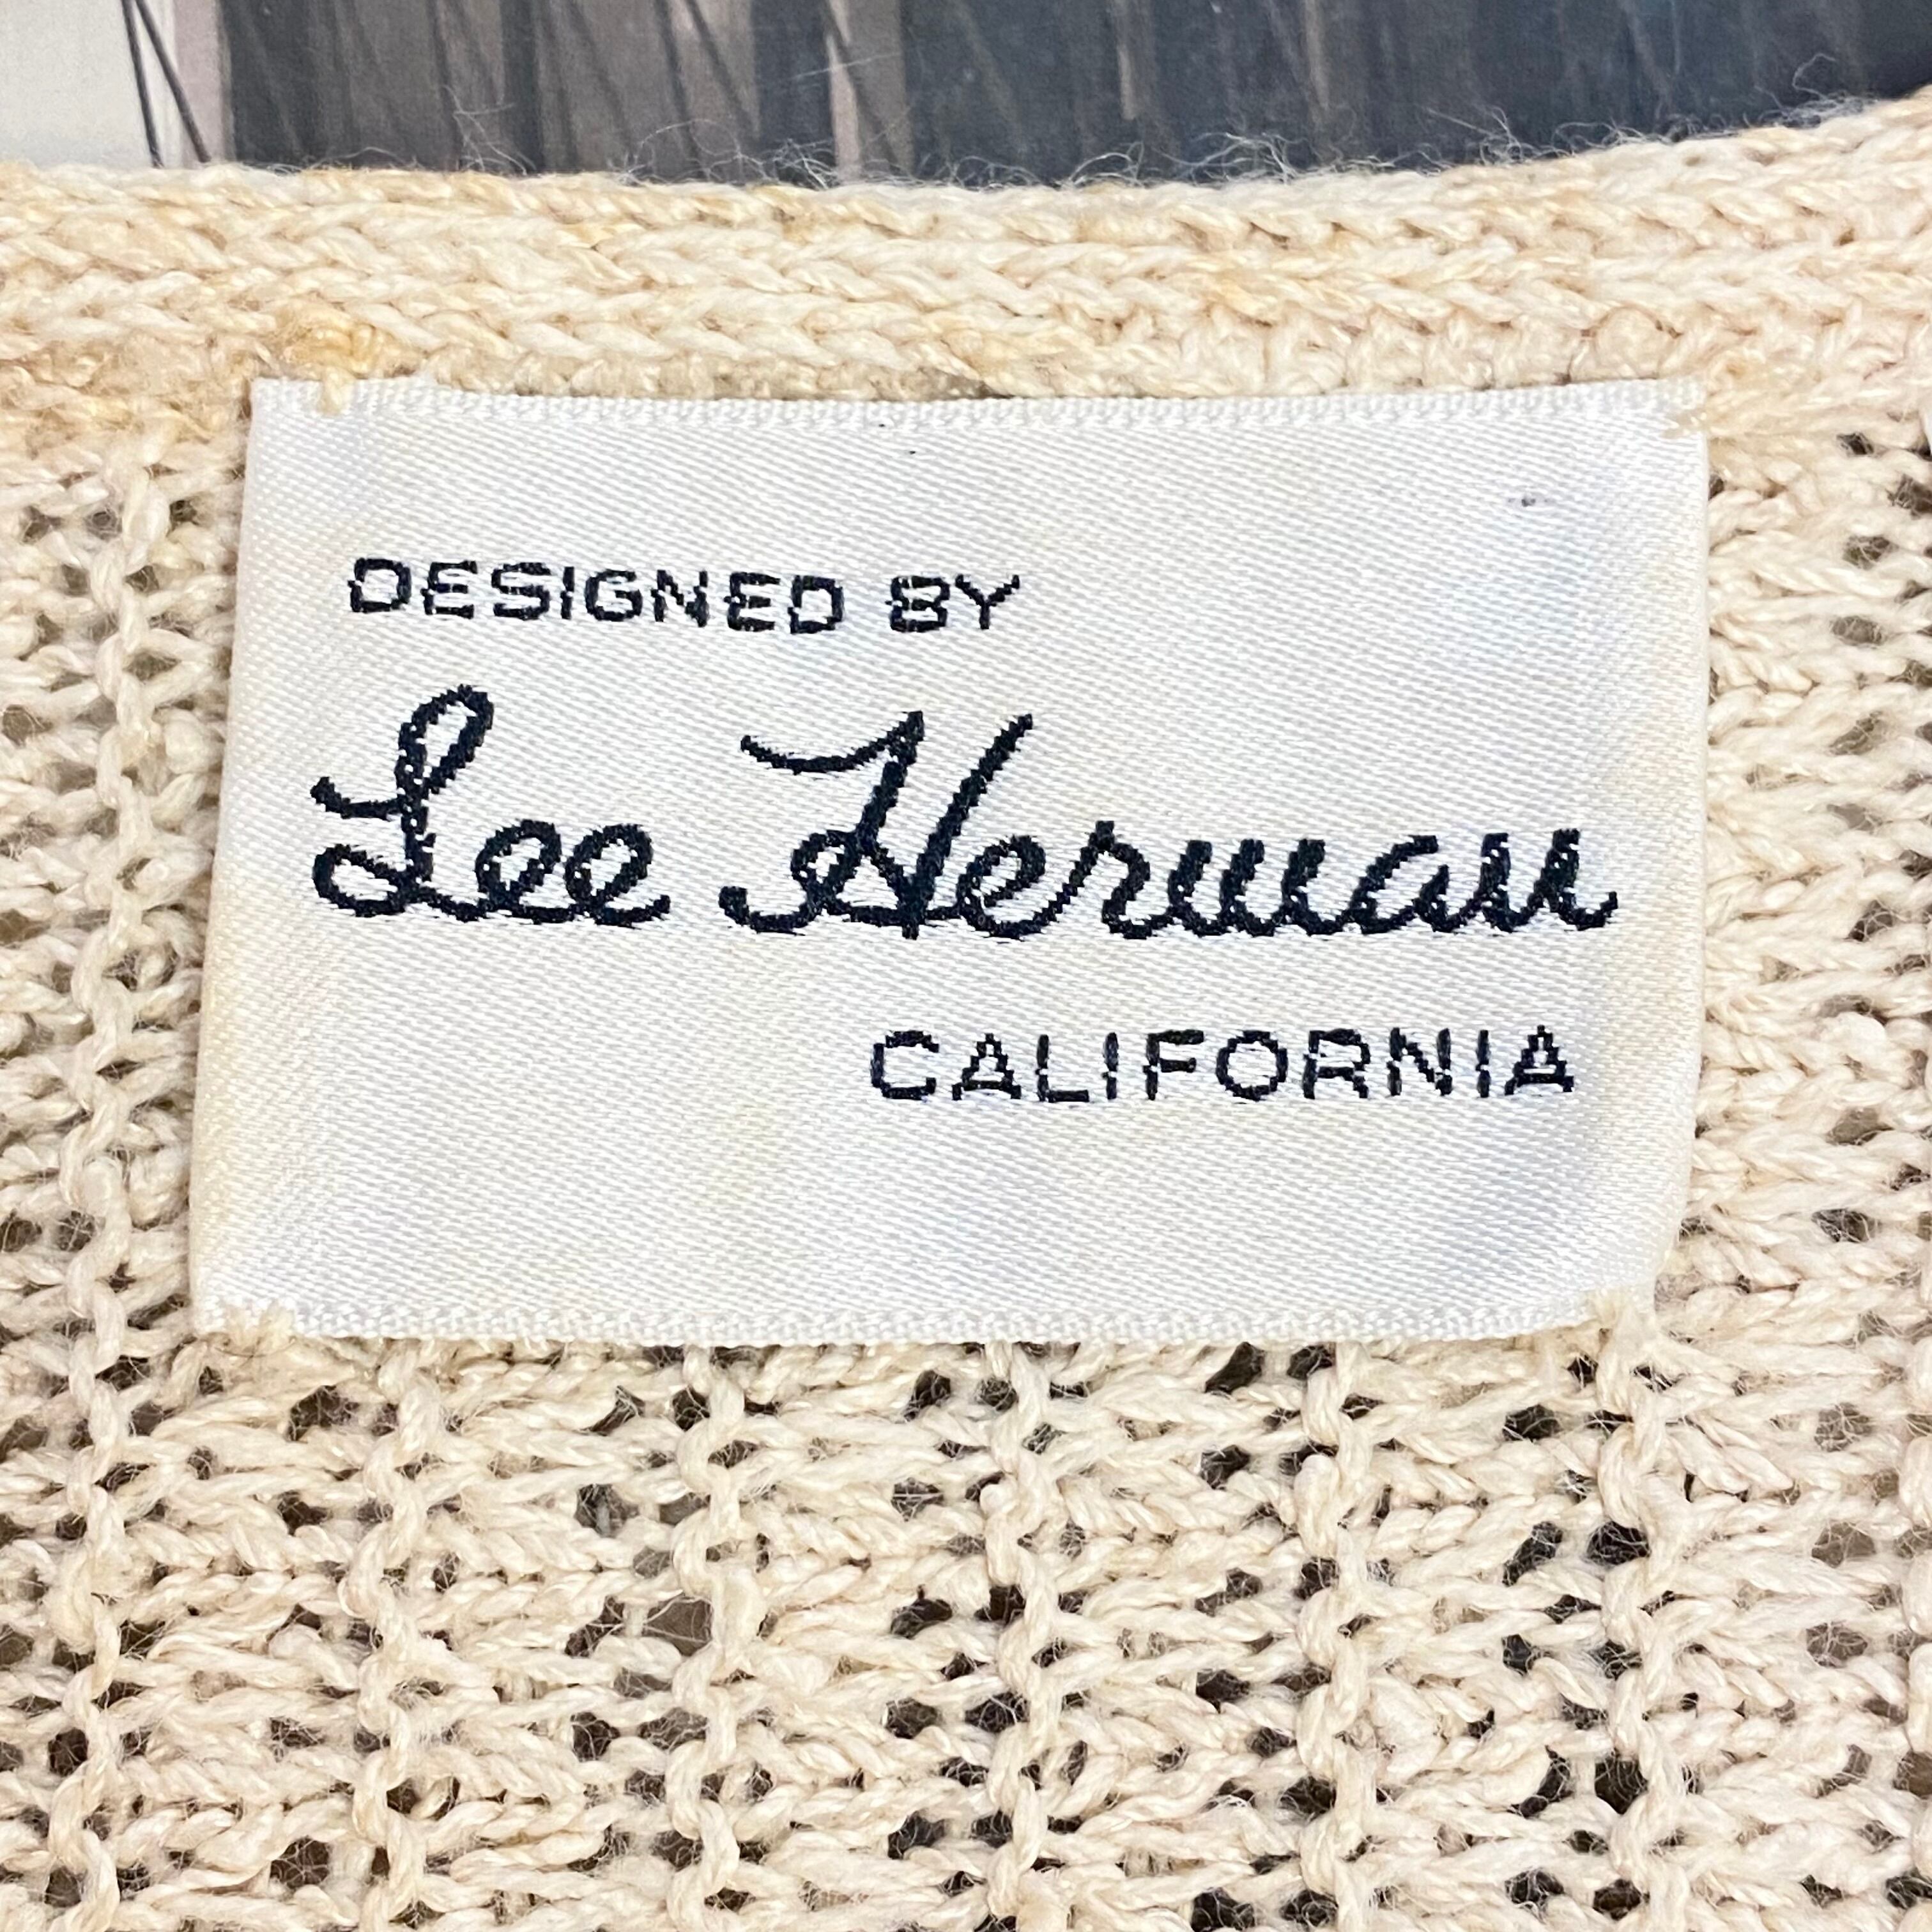 DESIGNED BY
Lee Herman
CALIFORNIA